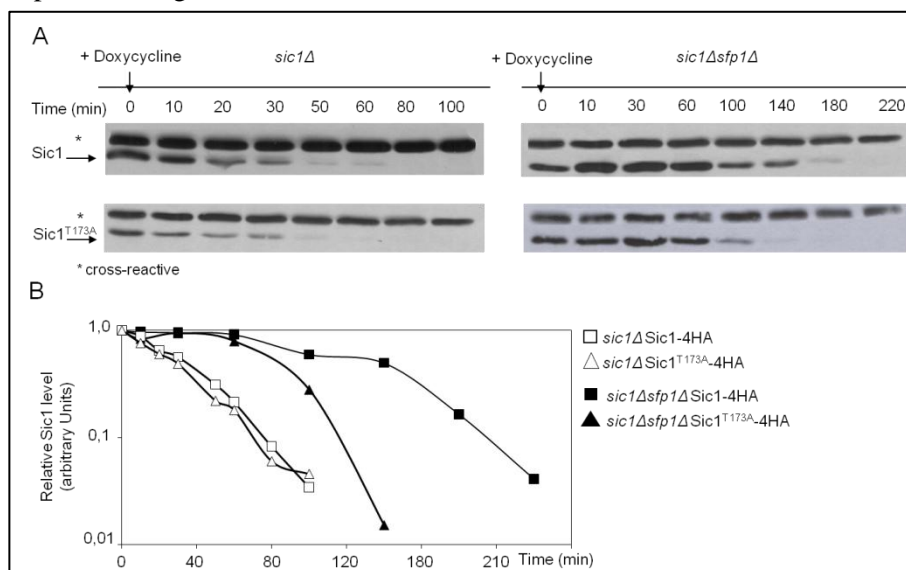 A
+ Doxycycline sic1Δ + Doxycycline sic1Δsfp1Δ
Time (min) 0 10 20 30 50 60 80 100 0 10 30 60 100 140 180 220
*
Sic1
*
Sic1T173A
* cross-reactive
B
Relative Sic1 level
(arbitrary Units)
1,0
0,1
0,01
0 40 80 120 160 210 Time (min)
sic1Δ Sic1-4HA
sic1Δ Sic1T173A-4HA
sic1Δsfp1Δ Sic1-4HA
sic1Δsfp1Δ Sic1T173A-4HA